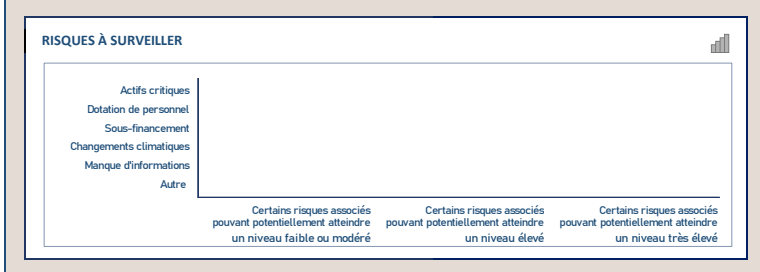 RISQUES À SURVEILLER
Actifs critiques
Dotation de personnel
Sous-financement
Changements climatiques
Manque d'informations
Autre
Certains risques associés
pouvant potentiellement atteindre
un niveau faible ou modéré
Certains risques associés
pouvant potentiellement atteindre
un niveau élevé
Certains risques associés
pouvant potentiellement atteindre
un niveau très élevé